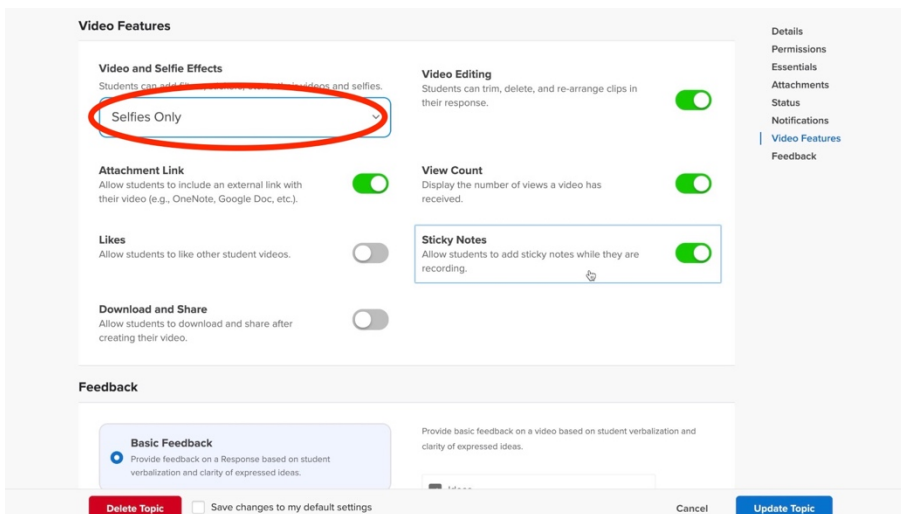 Video Features
Details
Permissions
Essentials
Attachments
Status
Notifications
Video Features
Feedback
Video and Selfie Effects
Students can add videos and selfies.
Selfies Only
Video Editing
Students can trim, delete, and re-arrange clips in
their response.
Attachment Link
Allow students to include an external link with
their video (e.g., OneNote, Google Doc, etc.).
View Count
Display the number of views a video has
received.
Likes
Allow students to like other student videos.
Sticky Notes
Allow students to add sticky notes while they are
recording.
Download and Share
Allow students to download and share after
creating their video.
Feedback
Basic Feedback
Provide feedback on a Response based on student
verbalization and clarity of expressed ideas.
Provide basic feedback on a video based on student verbalization and
clarity of expressed ideas.
Delete Topic
Save changes to my default settings
Cancel
Update Topic